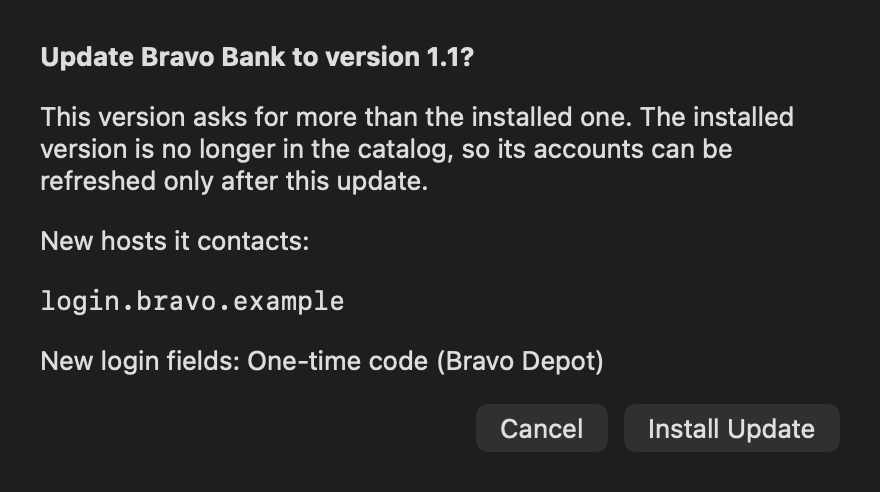 Update Bravo Bank to version 1.1?
This version asks for more than the installed one. The installed
version is no longer in the catalog, so its accounts can be
refreshed only after this update.
New hosts it contacts:
login.bravo.example
New login fields: One-time code (Bravo Depot)
Cancel
Install Update